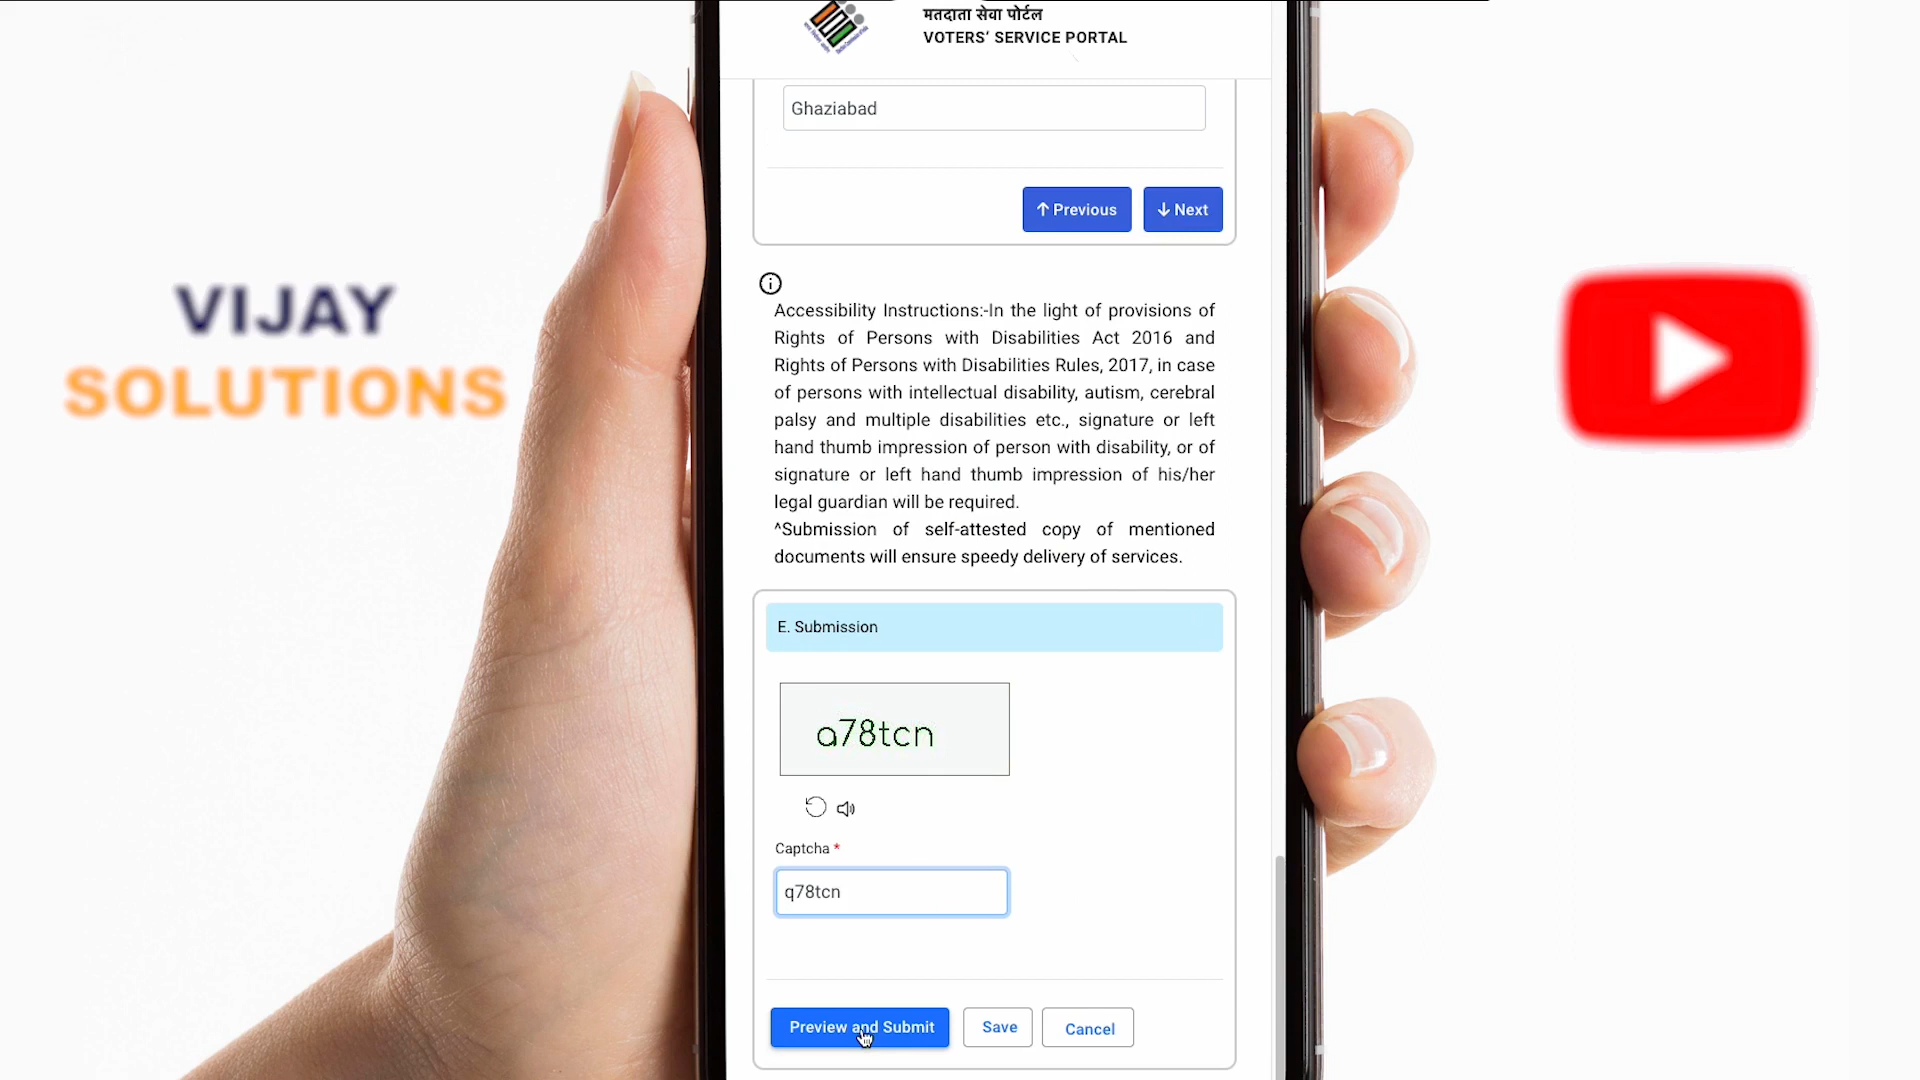 मतदाता सेवा पोर्टल
VOTERS’ SERVICE PORTAL
Ghaziabad
Previous
Next
VIJAY
SOLUTIONS
Accessibility Instructions:-In the light of provisions of
Rights of Persons with Disabilities Act 2016 and
Rights of Persons with Disabilities Rules, 2017, in case
of persons with intellectual disability, autism, cerebral
palsy and multiple disabilities etc., signature or left
hand thumb impression of person with disability, or of
signature or left hand thumb impression of his/her
legal guardian will be required.
^Submission of self-attested copy of mentioned
documents will ensure speedy delivery of services.
E. Submission
a78tcn
Captcha *
q78tcn
Preview and Submit
Save
Cancel